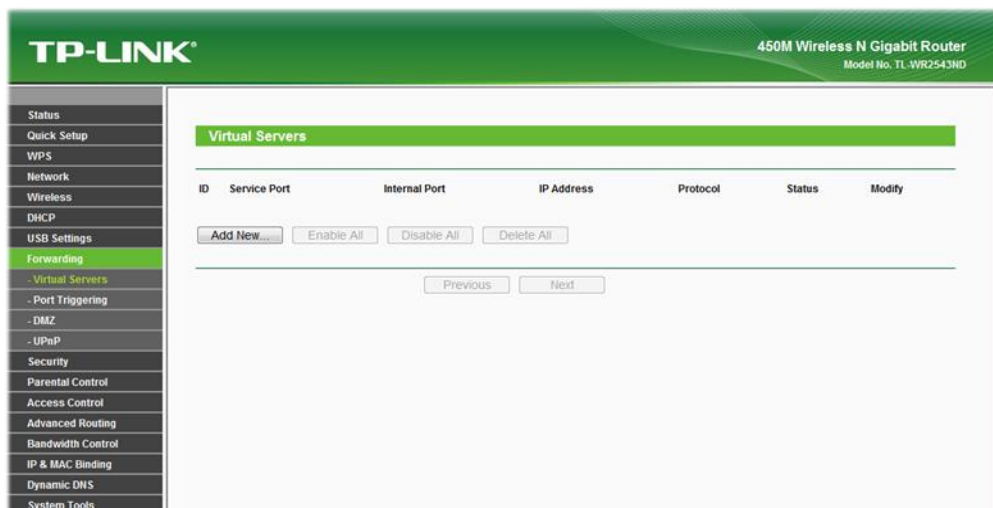 TP-LINK®
450M Wireless N Gigabit Router
Model No. TL-WR2543ND
Status
Quick Setup
WPS
Network
Wireless
DHCP
USB Settings
Forwarding
- Virtual Servers
- Port Triggering
- DMZ
- UPnP
Security
Parental Control
Access Control
Advanced Routing
Bandwidth Control
IP & MAC Binding
Dynamic DNS
System Tools
Virtual Servers
ID Service Port Internal Port IP Address Protocol Status Modify
Add New... Enable All Disable All Delete All
Previous Next